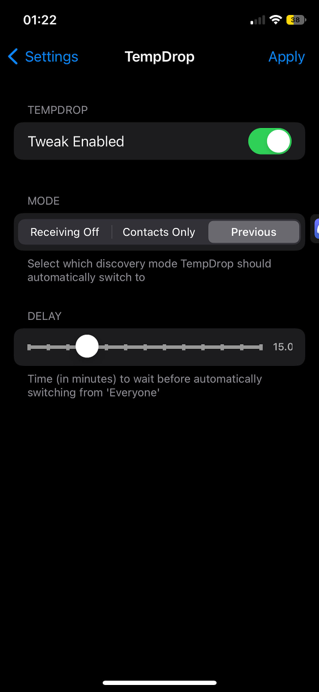 01:22
38
Settings
TempDrop
Apply
TEMPDROP
Tweak Enabled
MODE
Receiving Off
Contacts Only
Previous
Select which discovery mode TempDrop should
automatically switch to
DELAY
15.0
Time (in minutes) to wait before automatically
switching from 'Everyone'